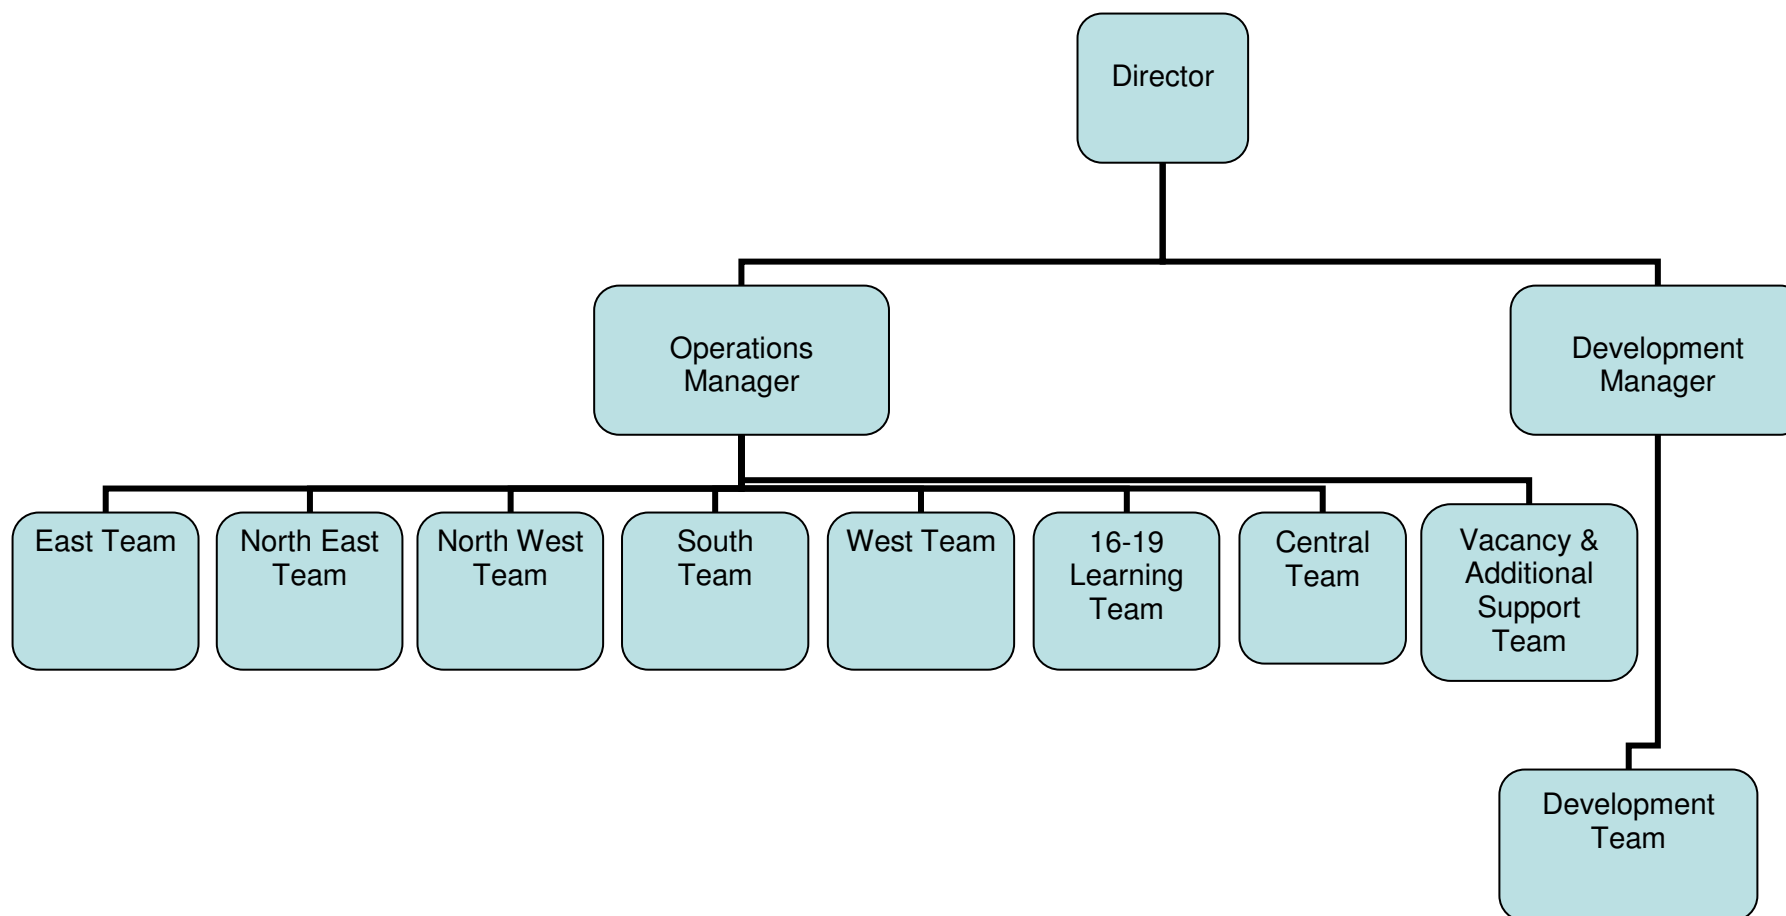 Director
Operations
Manager
Development
Manager
East Team
North East
Team
North West
Team
South
Team
West Team
16-19
Learning
Team
Central
Team
Vacancy &
Additional
Support
Team
Development
Team